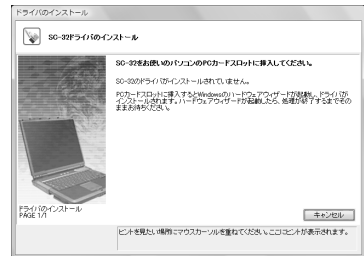 ドライバのインストール
SC-32ドライバのインストール
SC-32をお使いのパソコンのPCカードスロットに挿入してください。
SC-32のドライバがインストールされていません。
PCカードスロットに挿入するとWindowsのハードウェアウィザードが起動し、ドライバが
インストールされます。ハードウェアウィザードが起動したら、処理が終了するまでその
ままお待ちください。
ドライバのインストール
PAGE 1/1
キャンセル
ヒントを見たい場所にマウスカーソルを重ねてください。ここにヒントが表示されます。